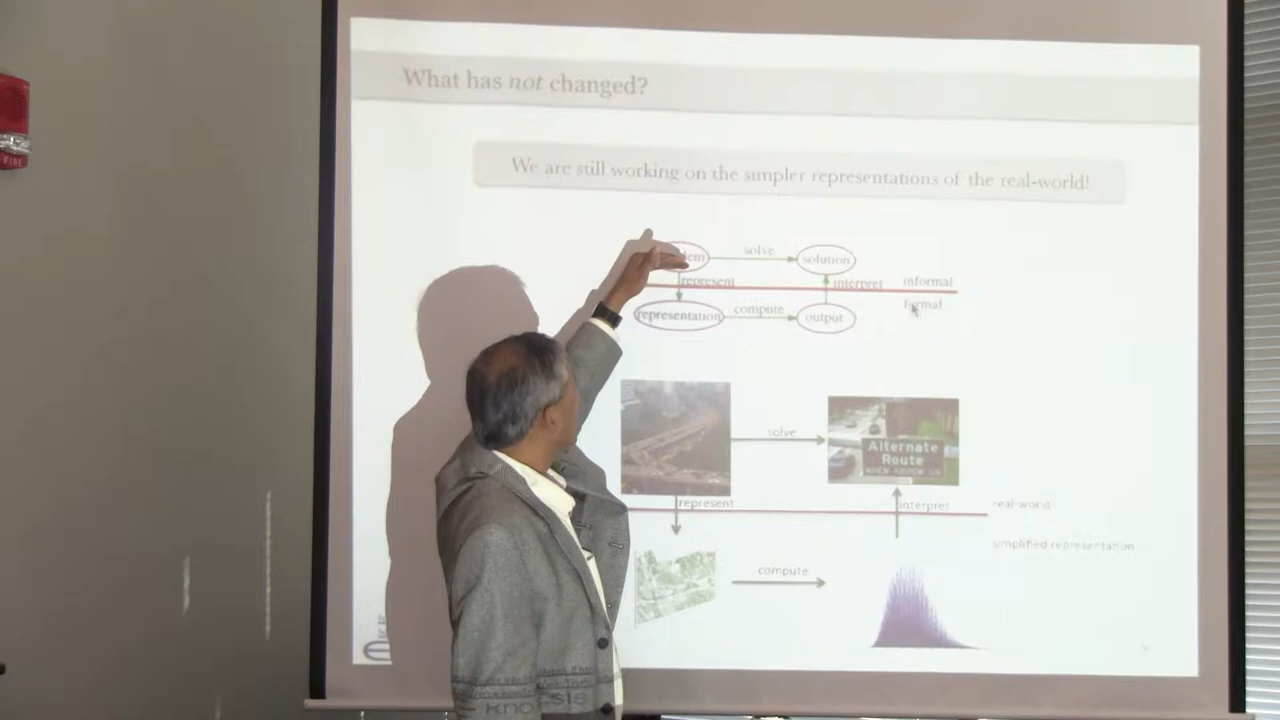 What has not changed?
We are still working on the simpler representations of the real-world!
solve
solution
represent
interpret
informal
formal
representation
compute
output
solve
Alternate
Route
represent
interpret
real-world
simplified representation
compute
FIRE